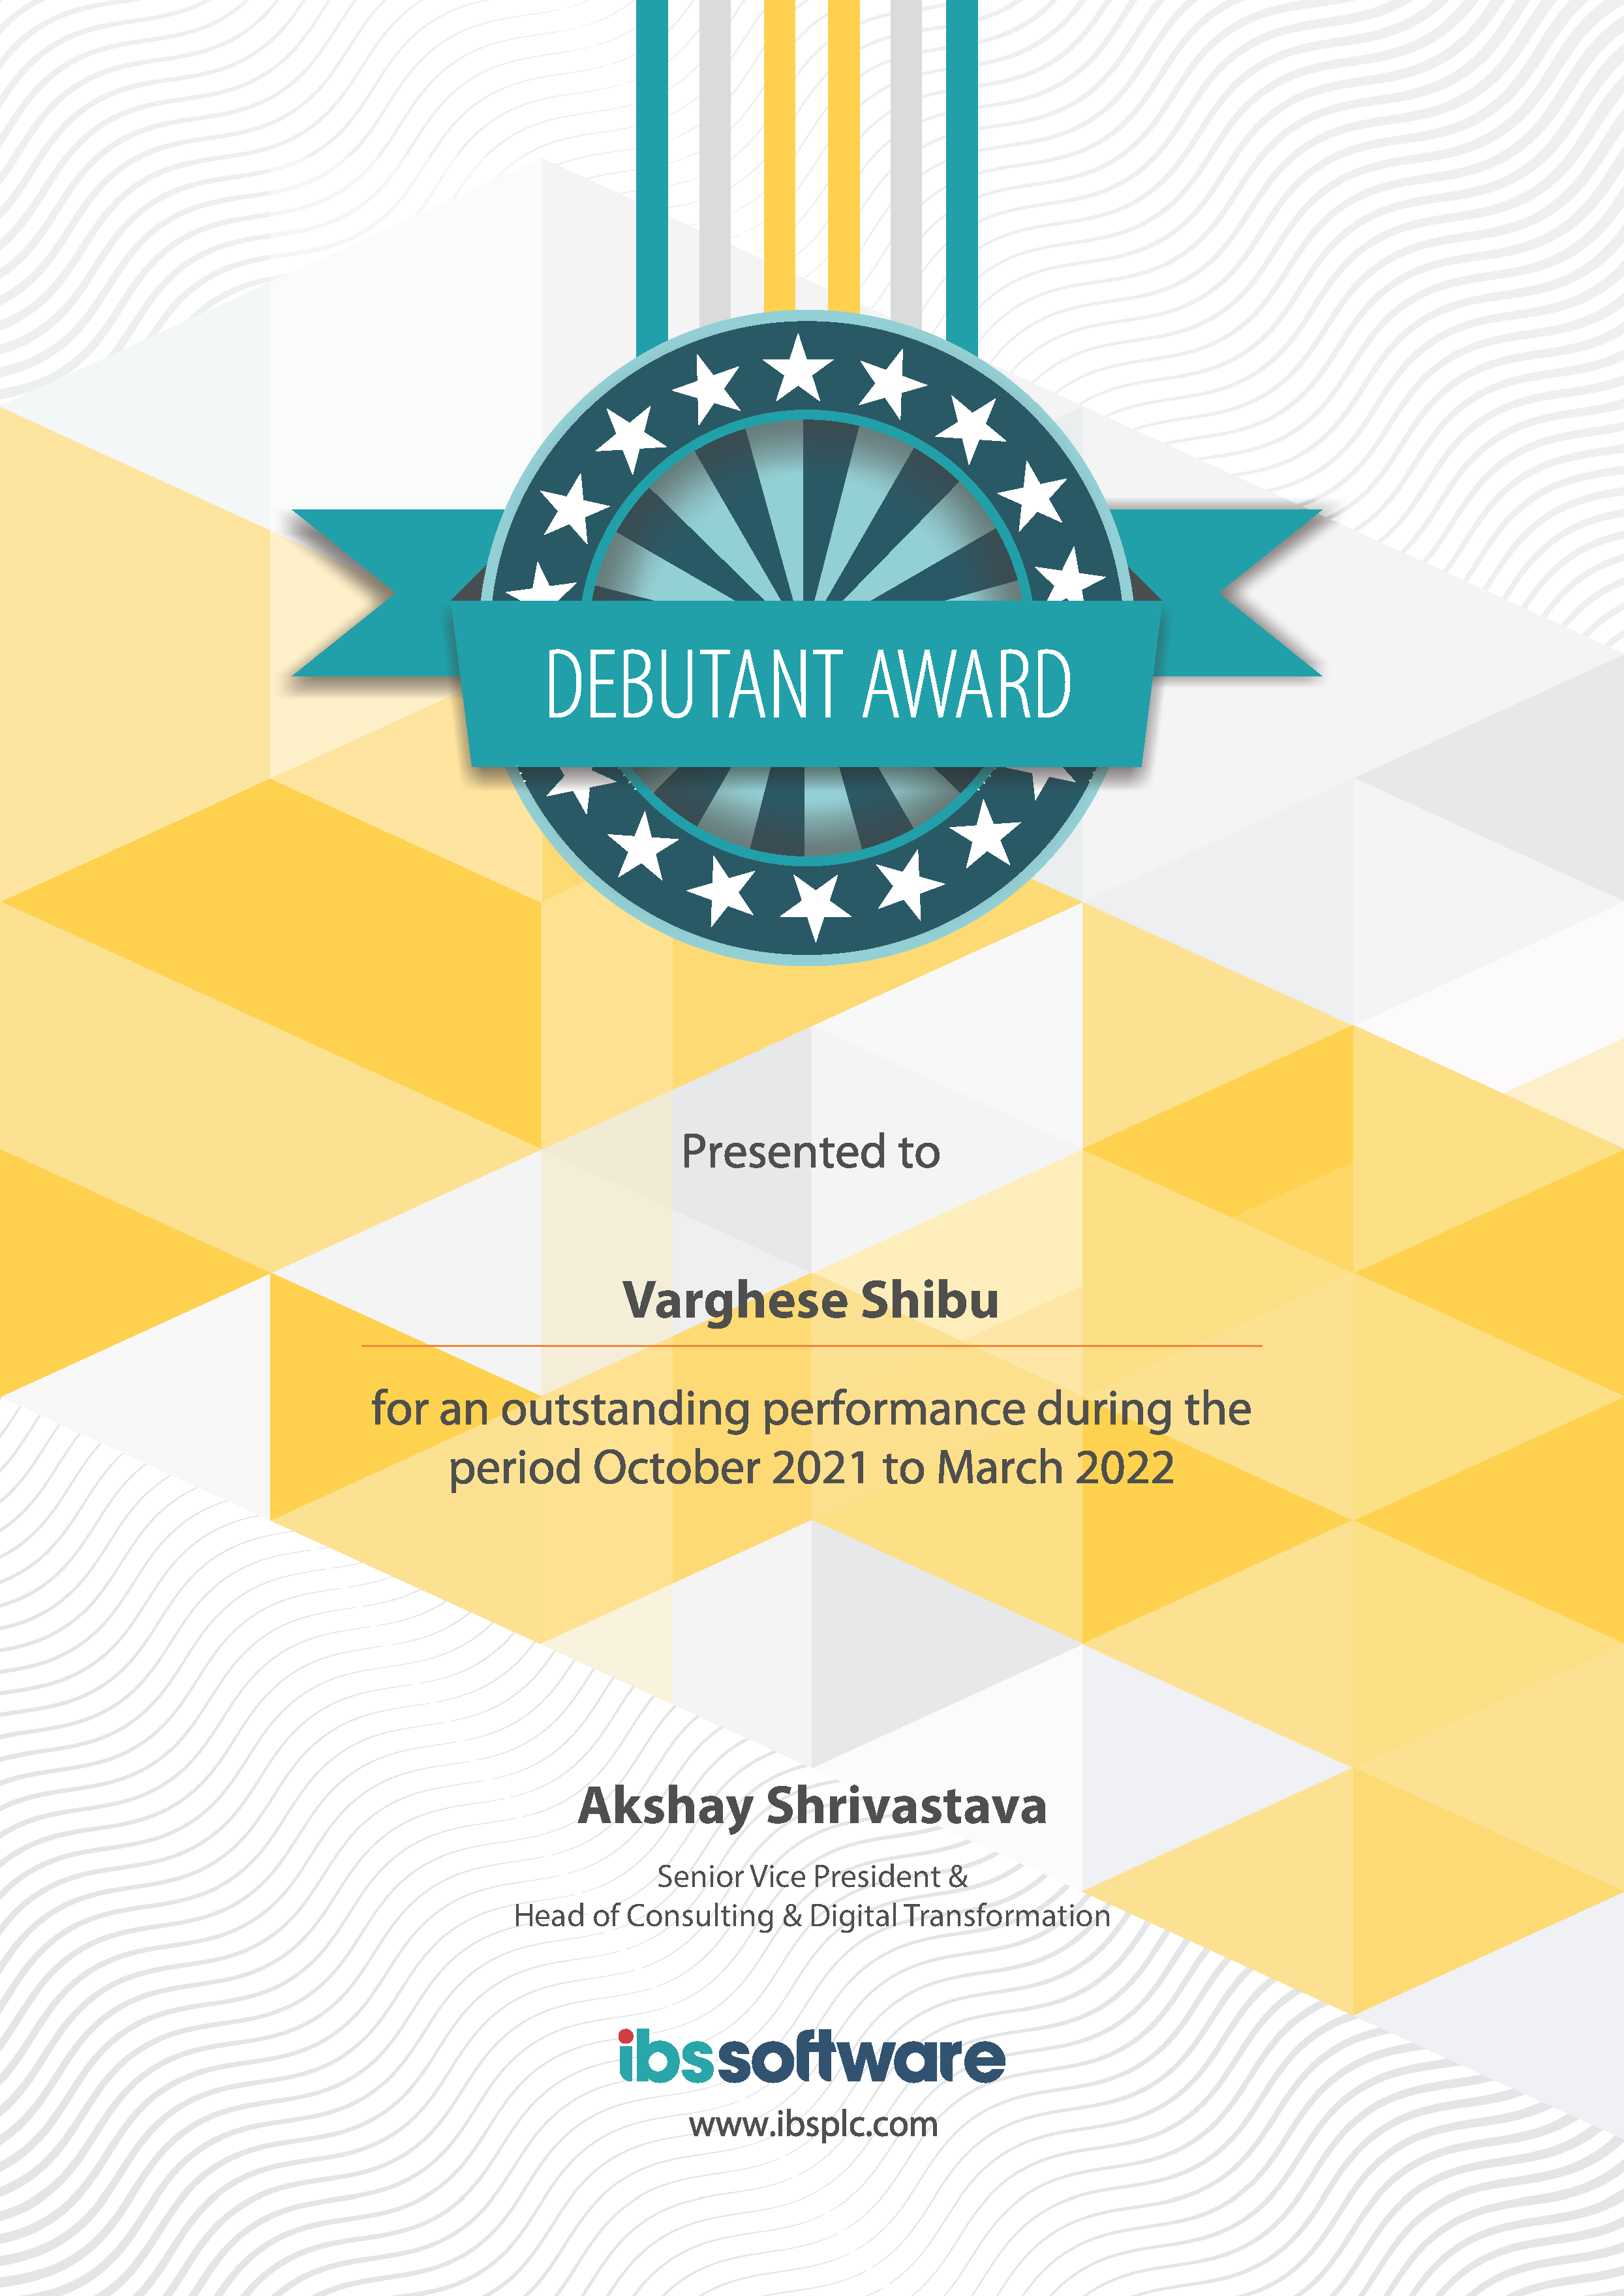 DEBUTANT AWARD
Presented to
Varghese Shibu
for an outstanding performance during the
period October 2021 to March 2022
Akshay Shrivastava
Senior Vice President &
Head of Consulting & Digital Transformation
ibssoftware
www.ibsplc.com